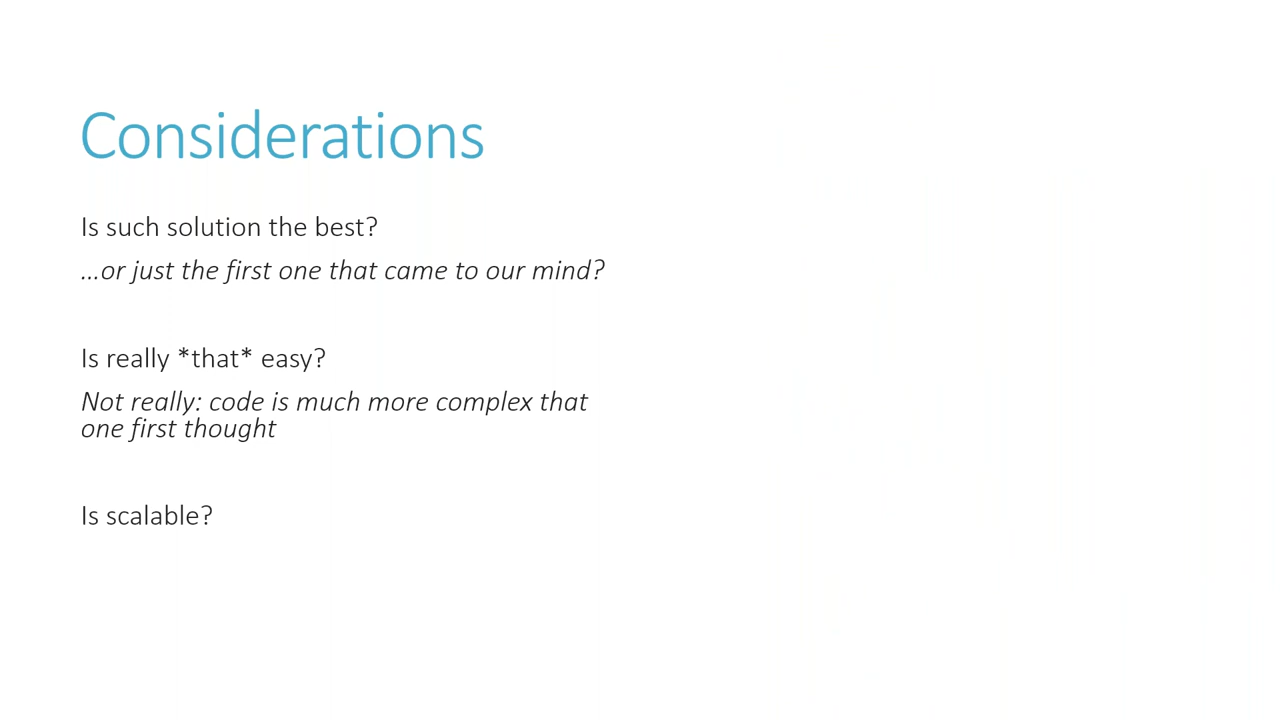 Considerations
Is such solution the best?
…or just the first one that came to our mind?
Is really *that* easy?
Not really: code is much more complex that
one first thought
Is scalable?